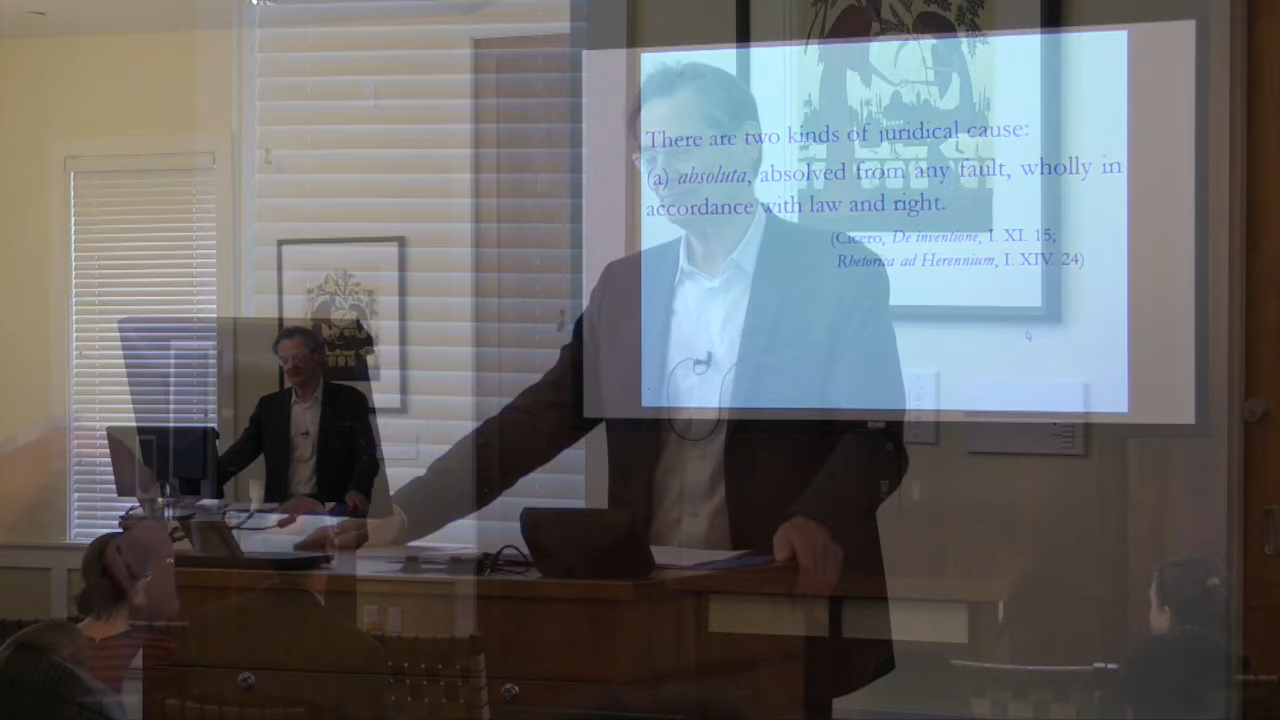 There are two kinds of juridical cause:
(a) absoluta, absolved from any fault, wholly in
accordance with law and right.
(Cicero, De inventione, I. XI. 15;
Rhetorica ad Herennium, I. XIV. 24)